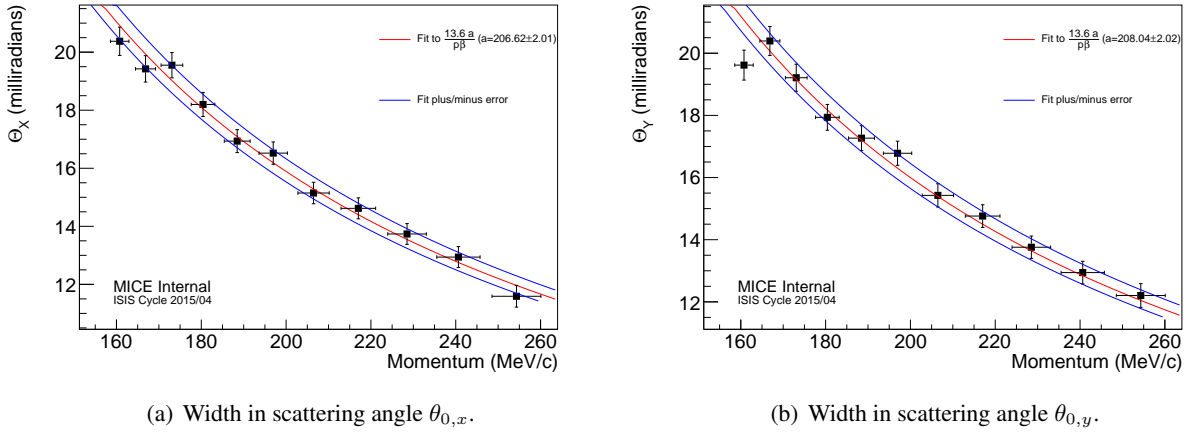 Θ_X (milliradians)
20
18
16
14
12
Fit to 13.6 a / pβ (a=206.62±2.01)
Fit plus/minus error
MICE Internal
ISIS Cycle 2015/04
160 180 200 220 240 260
Momentum (MeV/c)
(a) Width in scattering angle θ_{0,x}.
Θ_Y (milliradians)
20
18
16
14
12
Fit to 13.6 a / pβ (a=208.04±2.02)
Fit plus/minus error
MICE Internal
ISIS Cycle 2015/04
160 180 200 220 240 260
Momentum (MeV/c)
(b) Width in scattering angle θ_{0,y}.